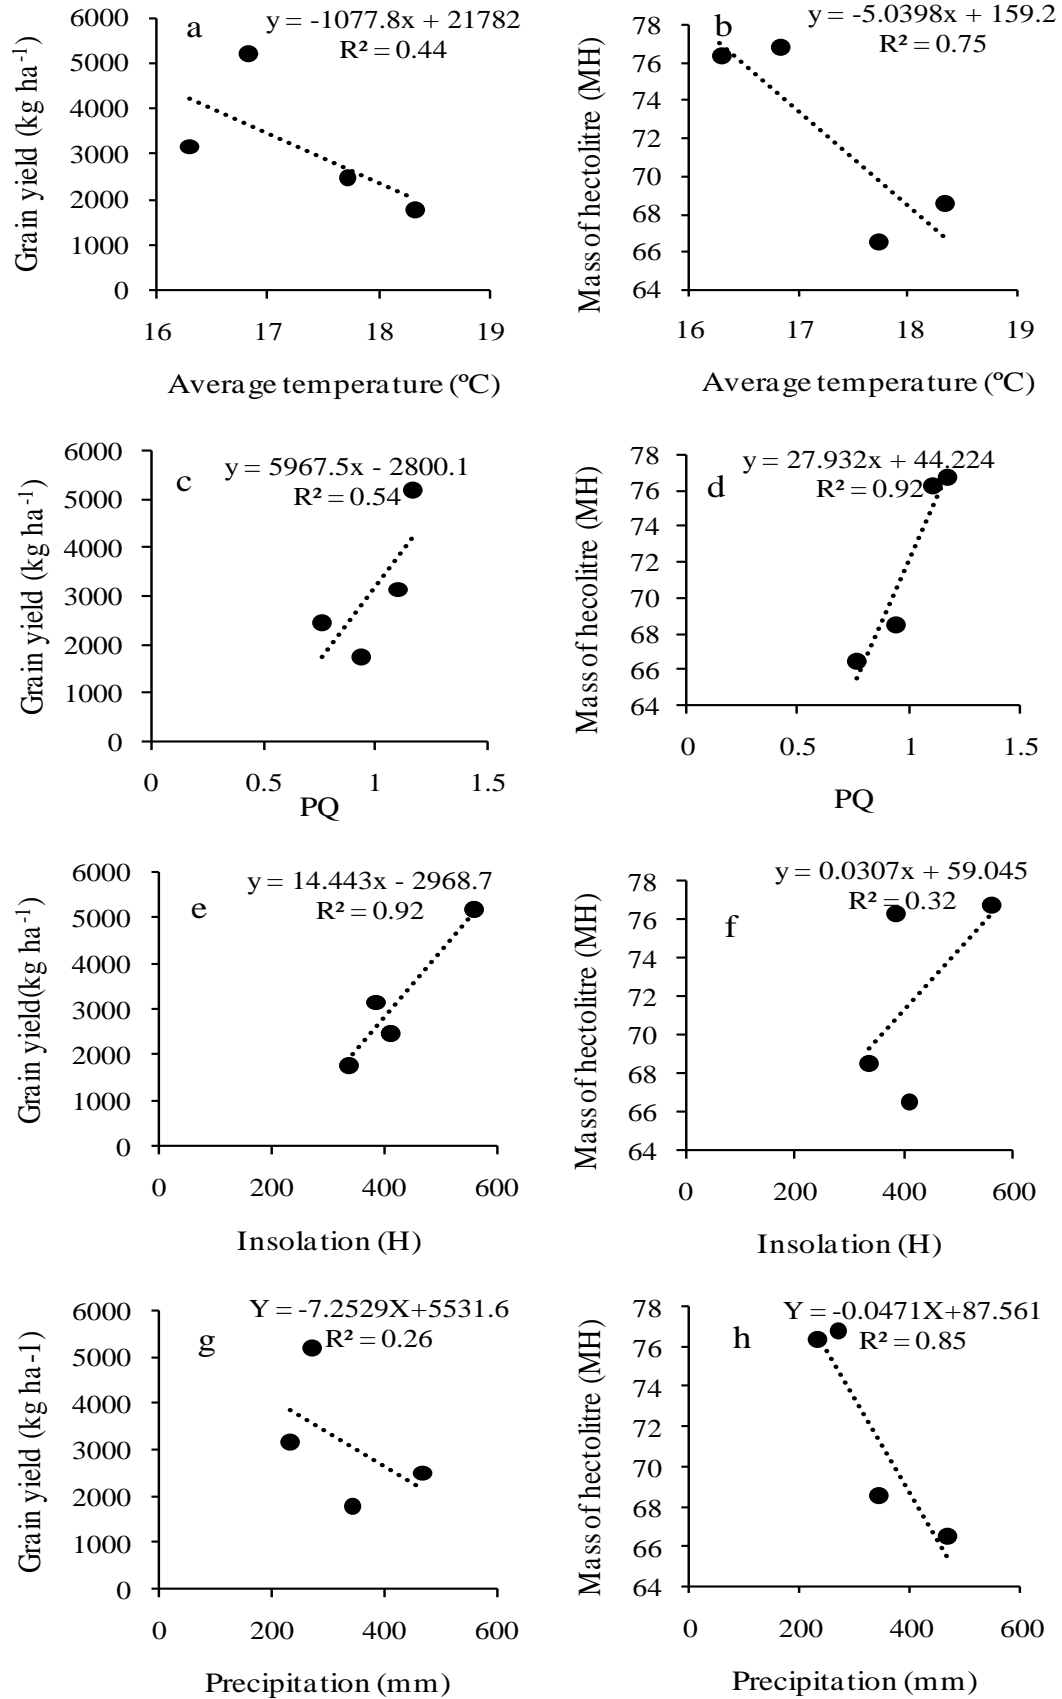 a
y = -1077.8x + 21782
R² = 0.44
Grain yield (kg ha⁻¹)
6000
5000
4000
3000
2000
1000
0
16 17 18 19
Average temperature (ºC)
b
y = -5.0398x + 159.2
R² = 0.75
Mass of hectolitre (MH)
78
76
74
72
70
68
66
64
16 17 18 19
Average temperature (ºC)
c
y = 5967.5x - 2800.1
R² = 0.54
Grain yield (kg ha⁻¹)
6000
5000
4000
3000
2000
1000
0
0 0.5 1 1.5
PQ
d
y = 27.932x + 44.224
R² = 0.92
Mass of hecolitre (MH)
78
76
74
72
70
68
66
64
0 0.5 1 1.5
PQ
e
y = 14.443x - 2968.7
R² = 0.92
Grain yield(kg ha⁻¹)
6000
5000
4000
3000
2000
1000
0
0 200 400 600
Insolation (H)
f
y = 0.0307x + 59.045
R² = 0.32
Mass of hectolitre (MH)
78
76
74
72
70
68
66
64
0 200 400 600
Insolation (H)
g
Y = -7.2529X+5531.6
R² = 0.26
Grain yield (kg ha-1)
6000
5000
4000
3000
2000
1000
0
0 200 400 600
Precipitation (mm)
h
Y = -0.0471X+87.561
R² = 0.85
Mass of hectolitre (MH)
78
76
74
72
70
68
66
64
0 200 400 600
Precipitation (mm)